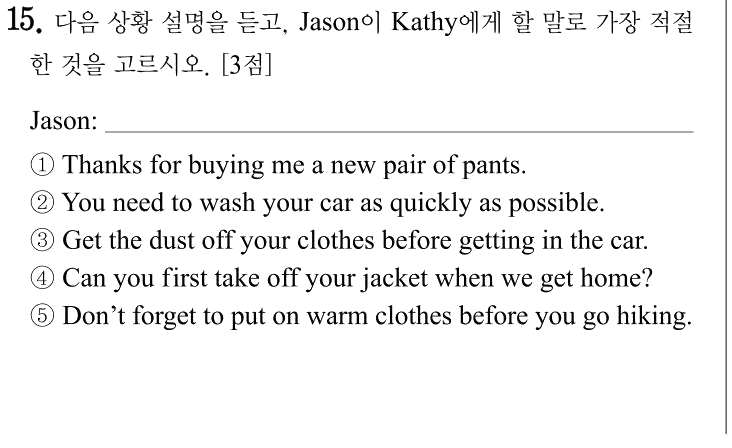 15. 다음 상황 설명을 듣고, Jason이 Kathy에게 할 말로 가장 적절
한 것을 고르시오. [3점]
Jason:
① Thanks for buying me a new pair of pants.
② You need to wash your car as quickly as possible.
③ Get the dust off your clothes before getting in the car.
④ Can you first take off your jacket when we get home?
⑤ Don’t forget to put on warm clothes before you go hiking.